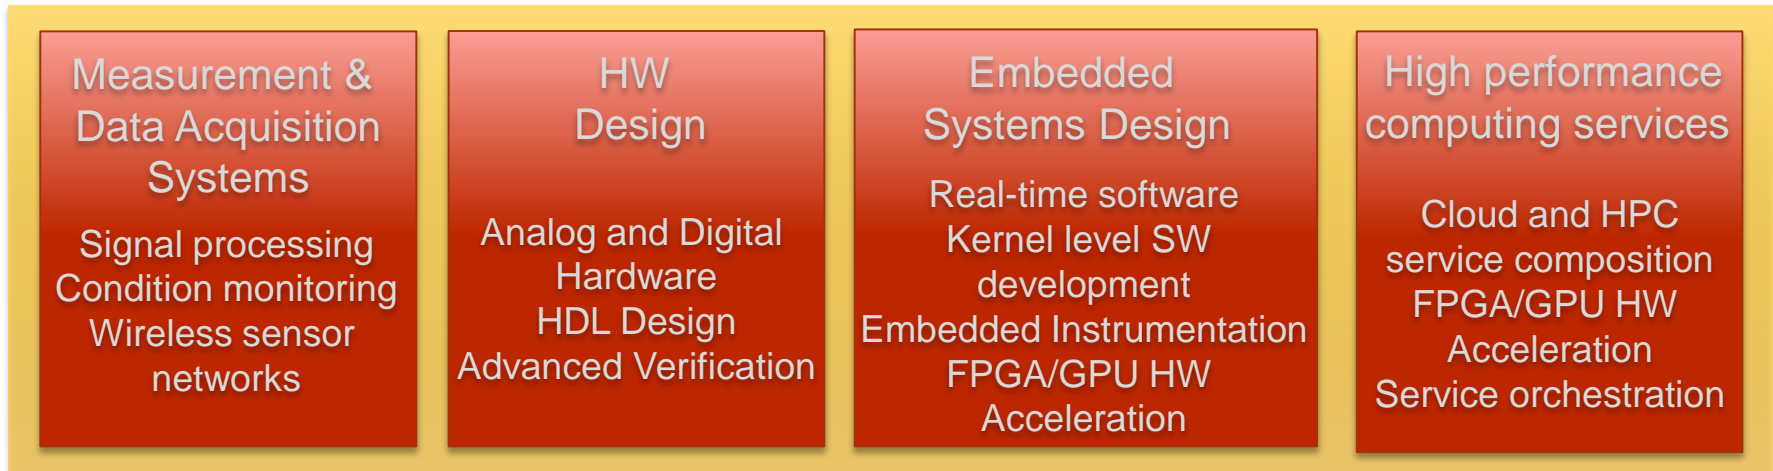 Measurement &
Data Acquisition
Systems
Signal processing
Condition monitoring
Wireless sensor
networks
HW
Design
Analog and Digital
Hardware
HDL Design
Advanced Verification
Embedded
Systems Design
Real-time software
Kernel level SW
development
Embedded Instrumentation
FPGA/GPU HW
Acceleration
High performance
computing services
Cloud and HPC
service composition
FPGA/GPU HW
Acceleration
Service orchestration